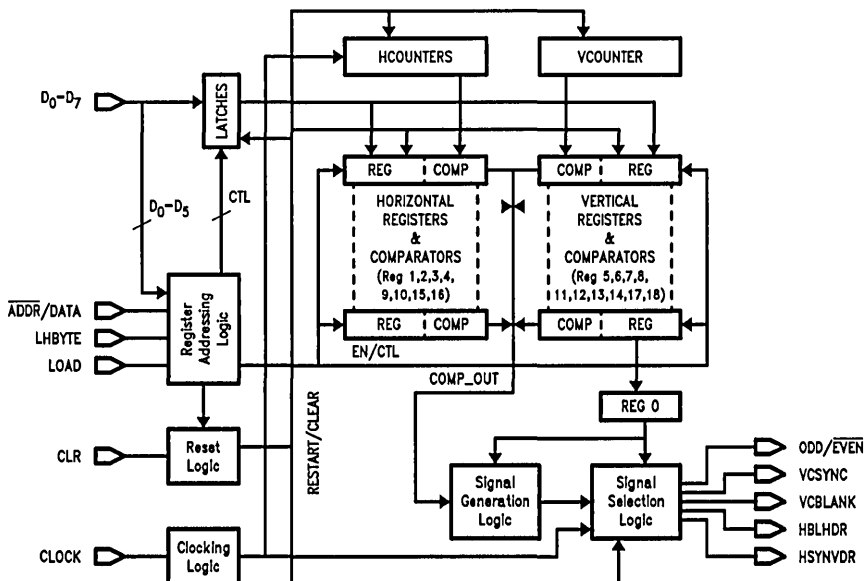 HCOUNTERS
VCOUNTER
D0-D7
LATCHES
CTL
D0-D5
REG
COMP
COMP
REG
HORIZONTAL
REGISTERS
&
COMPARATORS
(Reg 1,2,3,4,
9,10,15,16)
VERTICAL
REGISTERS
&
COMPARATORS
(Reg 5,6,7,8,
11,12,13,14,17,18)
REG
COMP
COMP
REG
ADDR/DATA
LHBYTE
LOAD
Register
Addressing
Logic
EN/CTL
COMP_OUT
REG 0
CLR
Reset
Logic
RESTART/CLEAR
Signal
Generation
Logic
Signal
Selection
Logic
ODD/EVEN
VCSYNC
VCBLANK
HBLHDR
HSYNVDR
CLOCK
Clocking
Logic